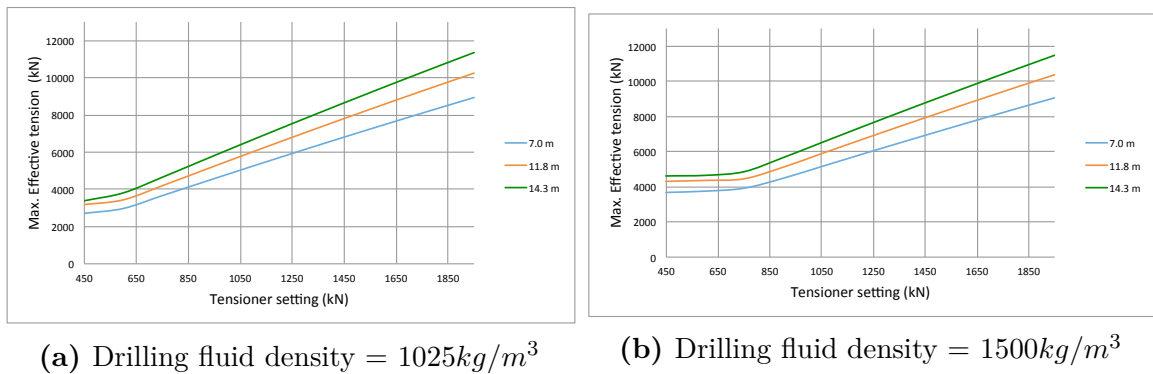 Max. Effective tension (kN)
12000
10000
8000
6000
4000
2000
0
450 650 850 1050 1250 1450 1650 1850
Tensioner setting (kN)
7.0 m
11.8 m
14.3 m
(a) Drilling fluid density = 1025kg/m³
Max. Effective tension (kN)
12000
10000
8000
6000
4000
2000
0
450 650 850 1050 1250 1450 1650 1850
Tensioner setting (kN)
7.0 m
11.8 m
14.3 m
(b) Drilling fluid density = 1500kg/m³